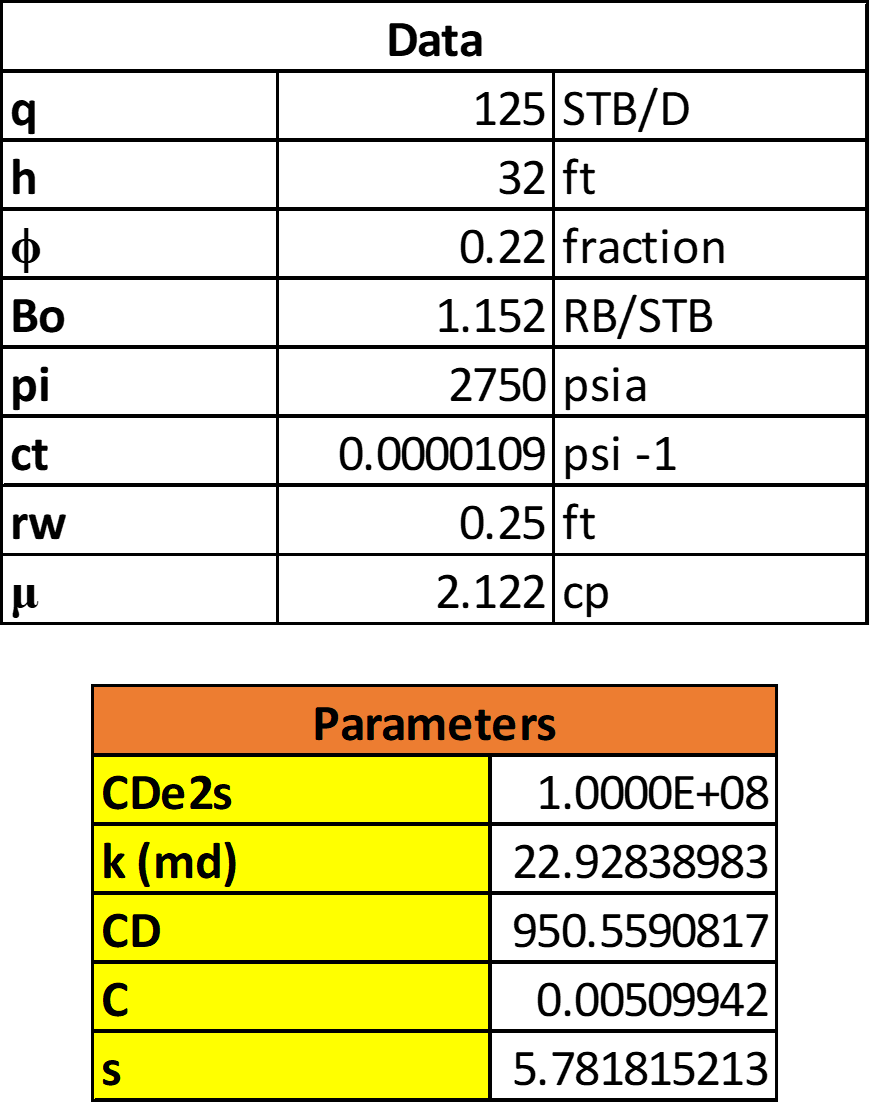 Data
q 125 STB/D
h 32 ft
ϕ 0.22 fraction
Bo 1.152 RB/STB
pi 2750 psia
ct 0.0000109 psi -1
rw 0.25 ft
μ 2.122 cp
Parameters
CDe2s 1.0000E+08
k (md) 22.92838983
CD 950.5590817
C 0.00509942
s 5.781815213